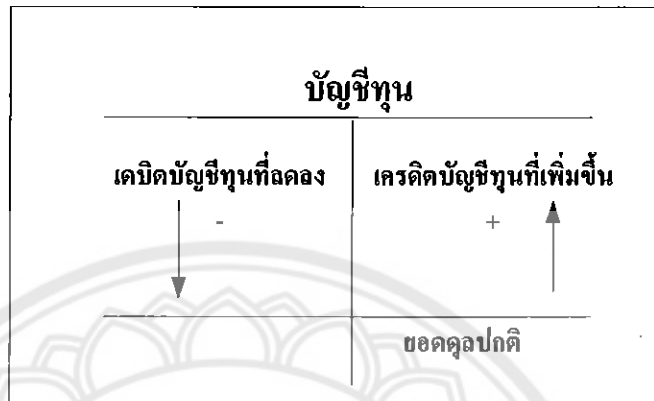 บัญชีทุน
เดบิตบัญชีทุนที่ลดลง
เครดิตบัญชีทุนที่เพิ่มขึ้น
-
+
ยอดดุลปกติ